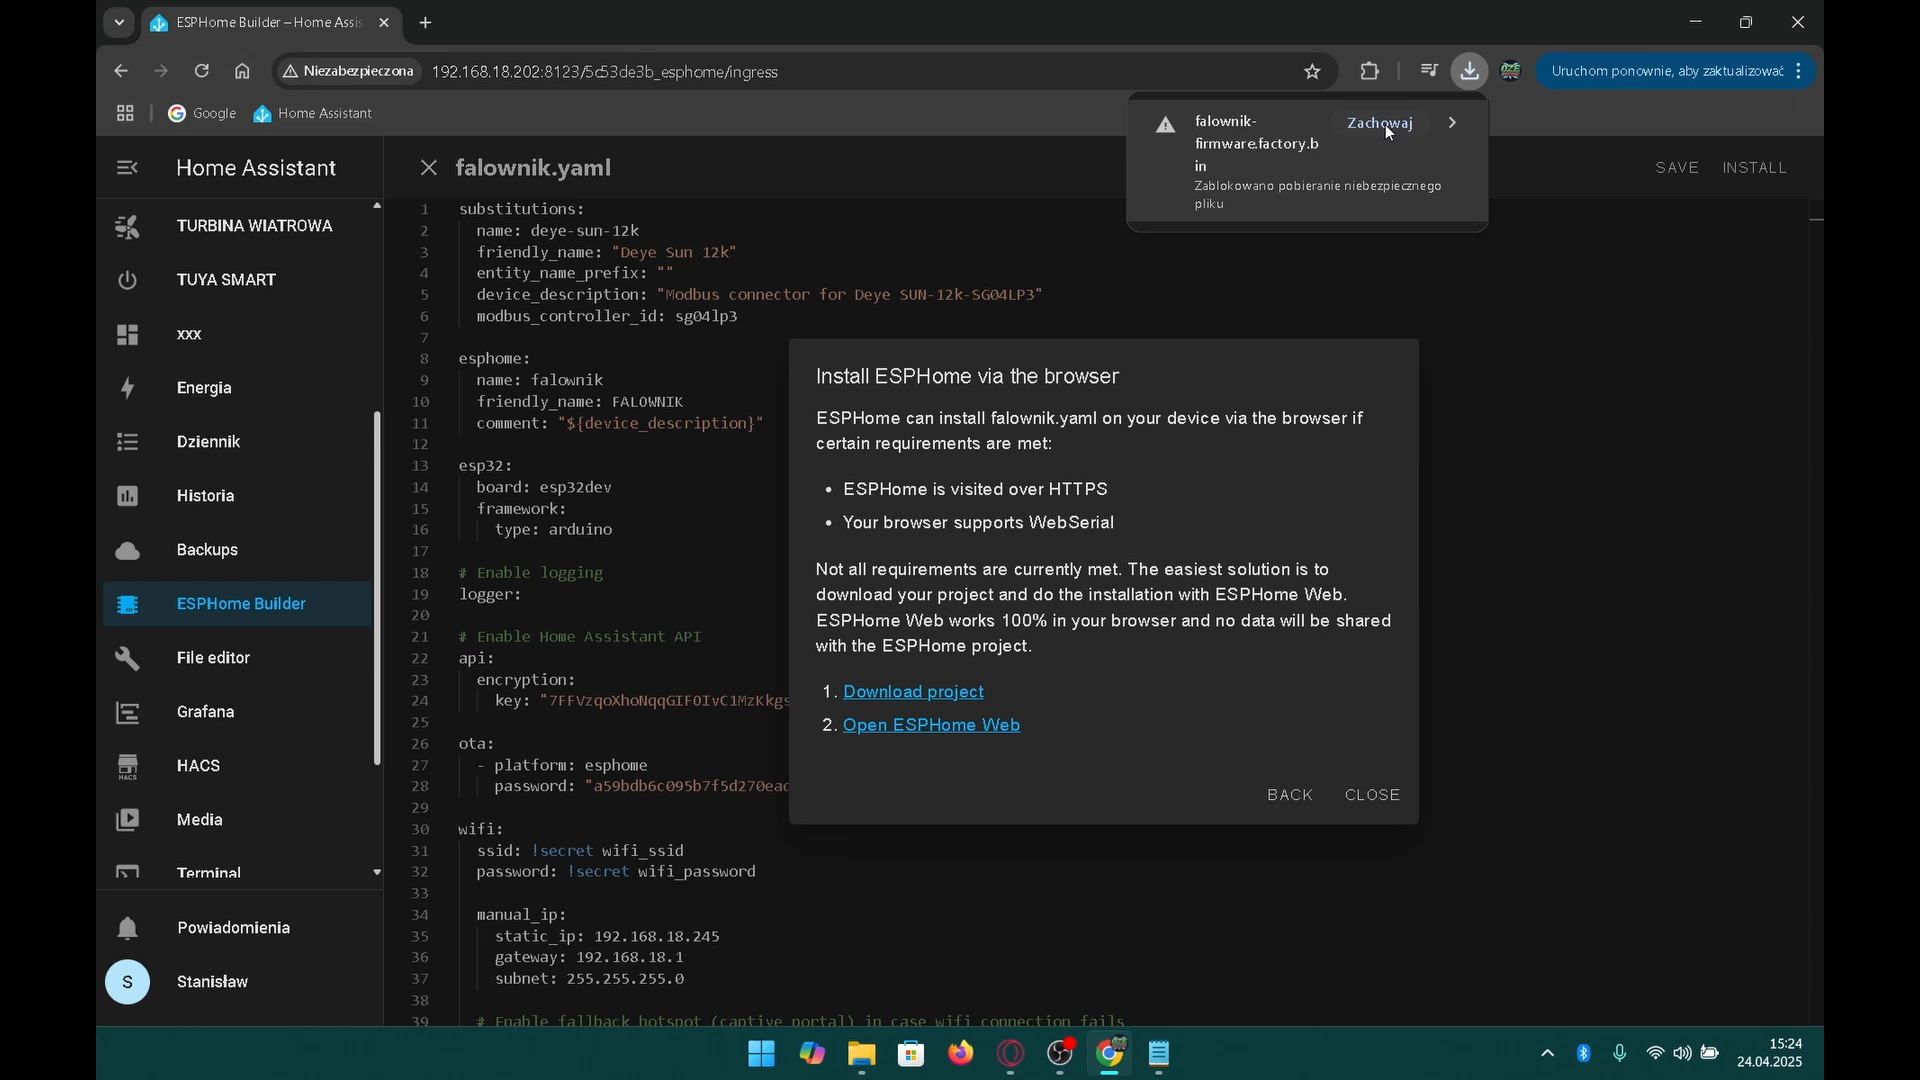 ESPHome Builder – Home Assis
Niezabezpieczona
192.168.18.202:8123/5c53de3b_esphome/ingress
Uruchom ponownie, aby zaktualizować
Google
Home Assistant
falownik-
firmware.factory.b
in
Zachowaj
Zablokowano pobieranie niebezpiecznego
pliku
Home Assistant
TURBINA WIATROWA
TUYA SMART
xxx
Energia
Dziennik
Historia
Backups
ESPHome Builder
File editor
Grafana
HACS
HACS
Media
Terminal
Powiadomienia
S
Stanisław
falownik.yaml
SAVE
INSTALL
1 substitutions:
2 name: deye-sun-12k
3 friendly_name: "Deye Sun 12k"
4 entity_name_prefix: ""
5 device_description: "Modbus connector for Deye SUN-12k-SG04LP3"
6 modbus_controller_id: sg04lp3
7
8 esphome:
9 name: falownik
10 friendly_name: FALOWNIK
11 comment: "${device_description}"
12
13 esp32:
14 board: esp32dev
15 framework:
16 type: arduino
17
18 # Enable logging
19 logger:
20
21 # Enable Home Assistant API
22 api:
23 encryption:
24 key: "7FFVzqoXhoNqqGIFOIvC1MzKkgs
25
26 ota:
27 - platform: esphome
28 password: "a59bdb6c095b7f5d270ead
29
30 wifi:
31 ssid: !secret wifi_ssid
32 password: !secret wifi_password
33
34 manual_ip:
35 static_ip: 192.168.18.245
36 gateway: 192.168.18.1
37 subnet: 255.255.255.0
38
39 # Enable fallback hotspot (captive portal) in case wifi connection fails
Install ESPHome via the browser
ESPHome can install falownik.yaml on your device via the browser if
certain requirements are met:
• ESPHome is visited over HTTPS
• Your browser supports WebSerial
Not all requirements are currently met. The easiest solution is to
download your project and do the installation with ESPHome Web.
ESPHome Web works 100% in your browser and no data will be shared
with the ESPHome project.
1. Download project
2. Open ESPHome Web
BACK
CLOSE
15:24
24.04.2025